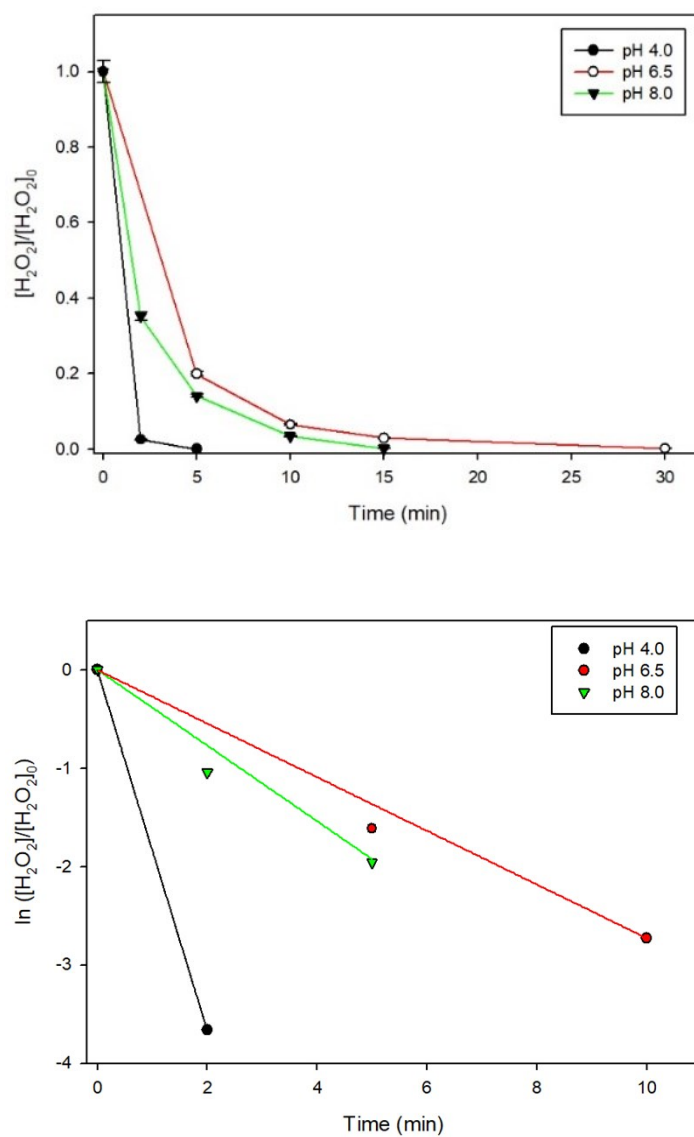 pH 4.0
pH 6.5
pH 8.0
1.0
0.8
0.6
0.4
0.2
0.0
[H₂O₂]/[H₂O₂]₀
0 5 10 15 20 25 30
Time (min)
pH 4.0
pH 6.5
pH 8.0
0
-1
-2
-3
-4
ln ([H₂O₂]/[H₂O₂]₀)
0 2 4 6 8 10
Time (min)